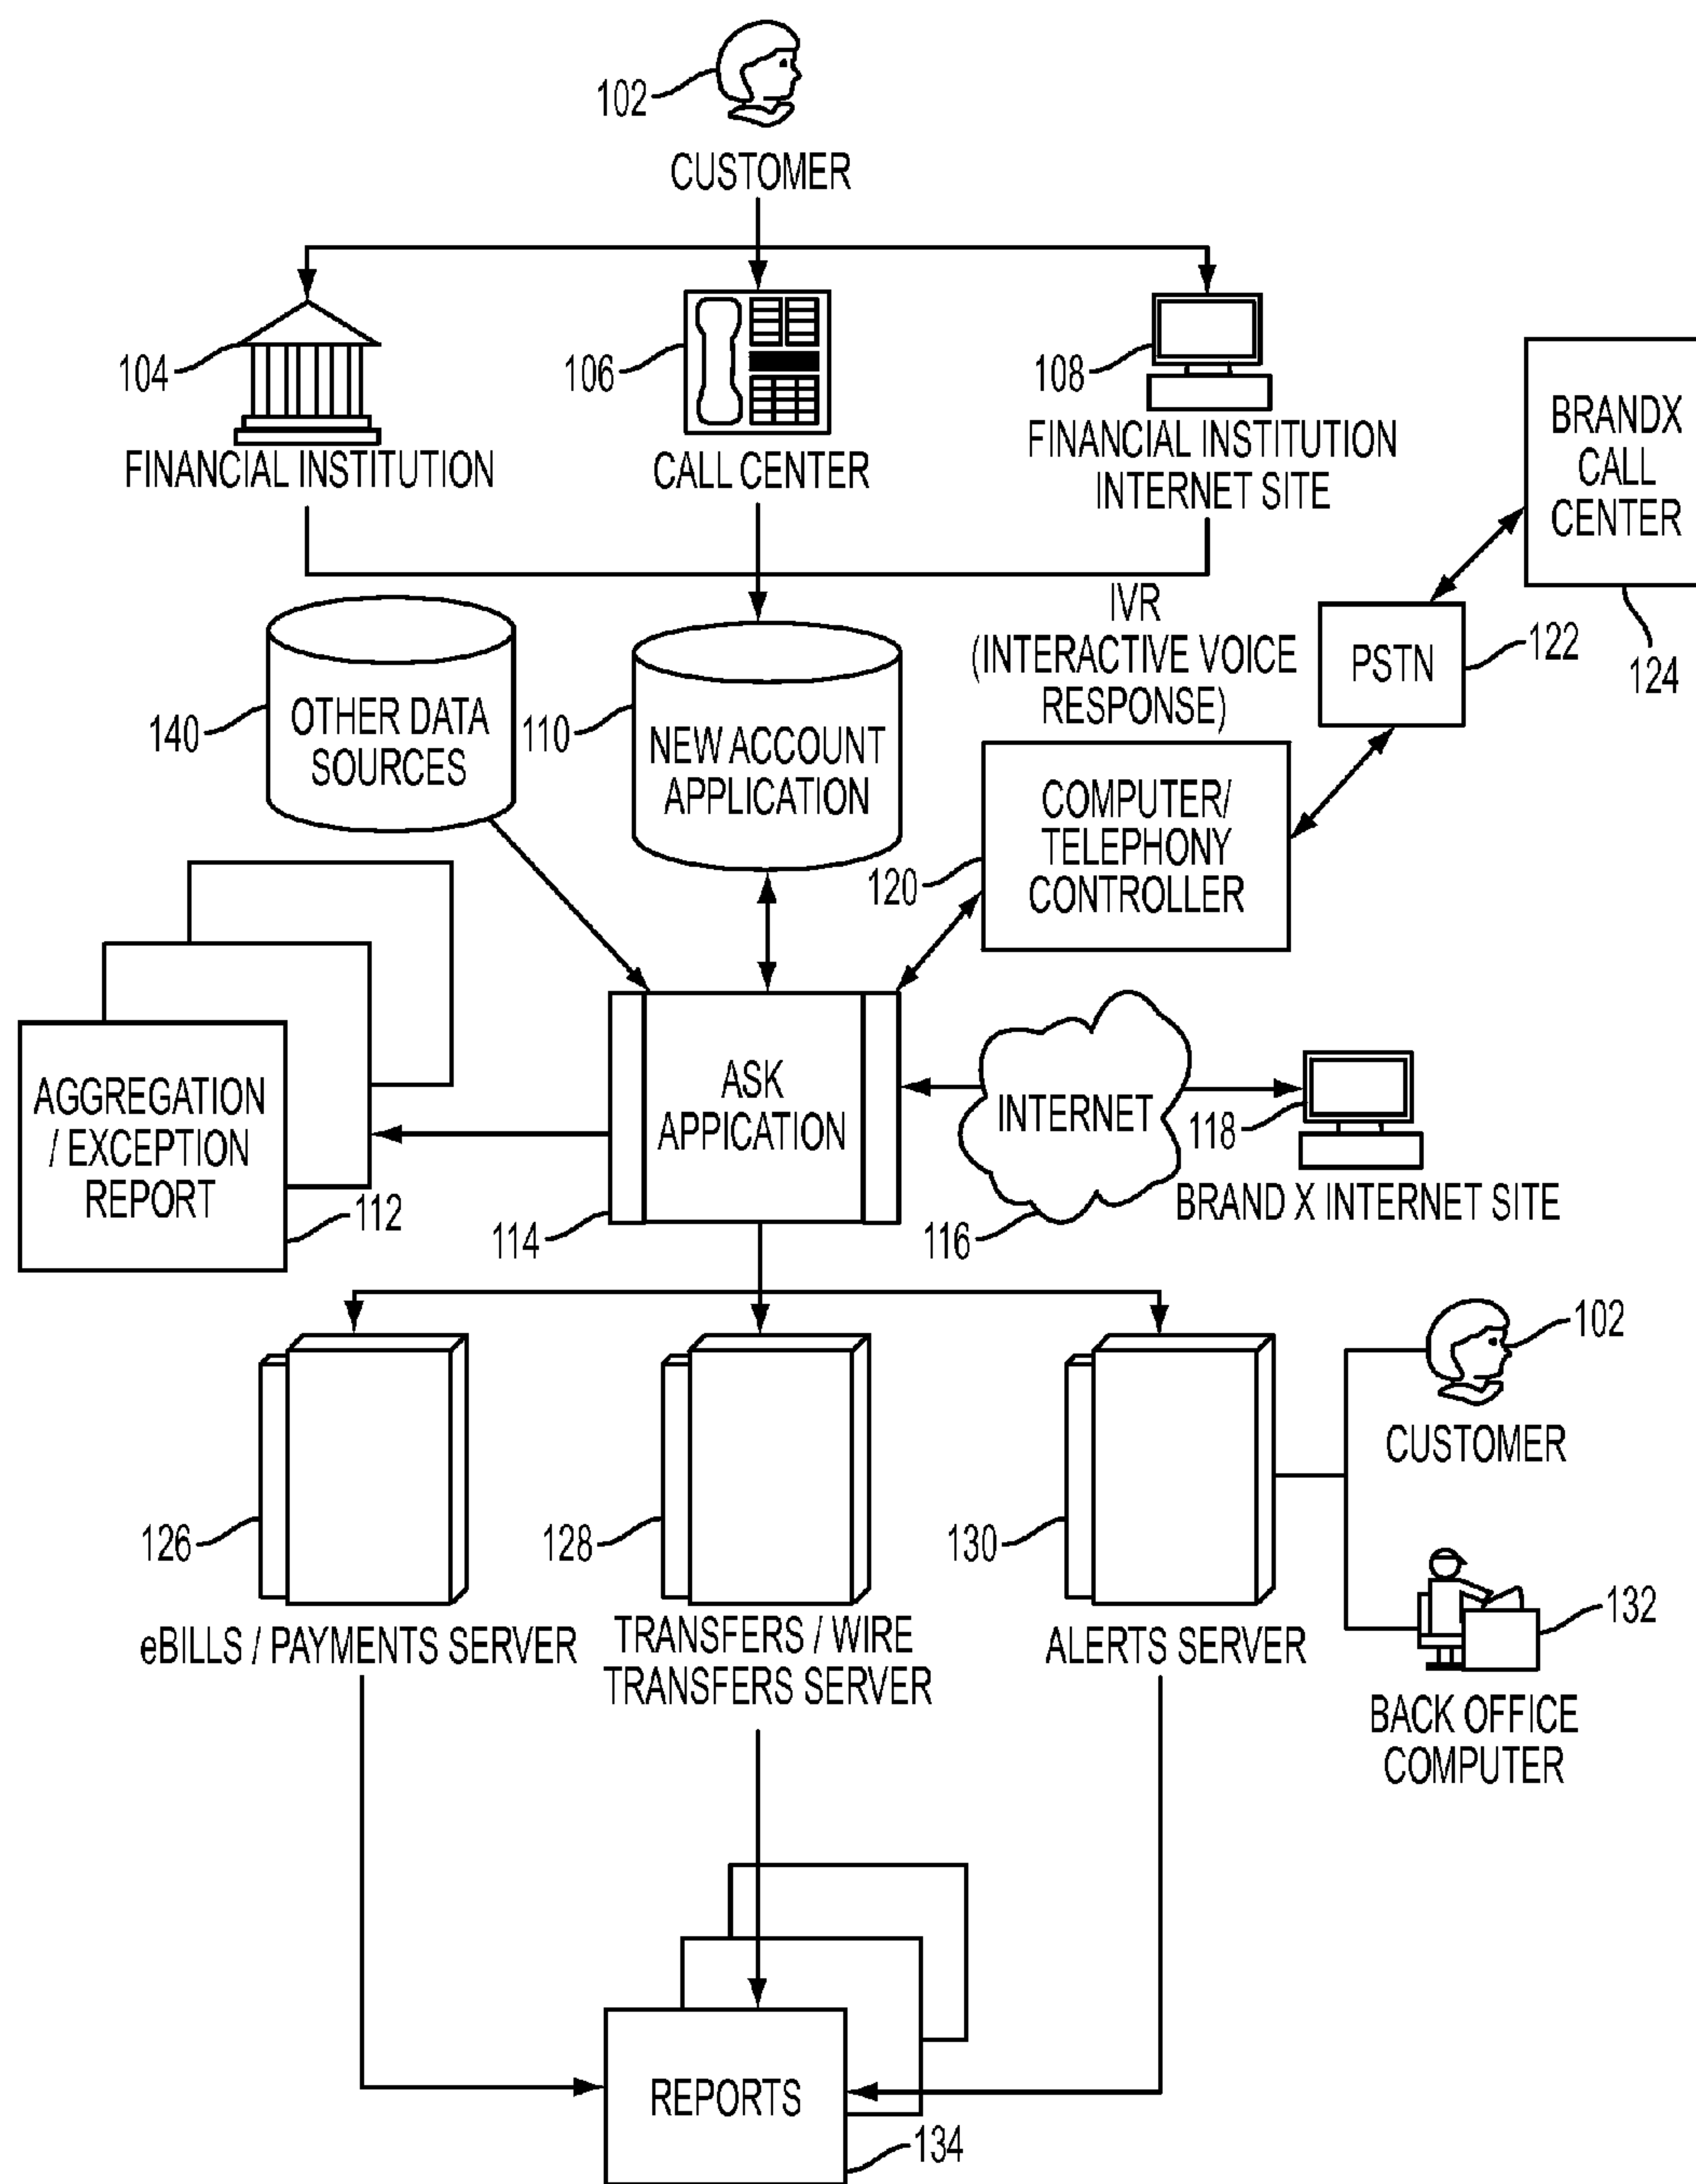 102
CUSTOMER
104
106
108
FINANCIAL INSTITUTION
CALL CENTER
FINANCIAL INSTITUTION
INTERNET SITE
BRANDX
CALL
CENTER
124
PSTN
122
IVR
(INTERACTIVE VOICE
RESPONSE)
140
OTHER DATA
SOURCES
110
NEW ACCOUNT
APPLICATION
120
COMPUTER/
TELEPHONY
CONTROLLER
AGGREGATION
/ EXCEPTION
REPORT
112
ASK
APPICATION
114
INTERNET
116
118
BRAND X INTERNET SITE
126
eBILLS / PAYMENTS SERVER
128
TRANSFERS / WIRE
TRANSFERS SERVER
130
ALERTS SERVER
102
CUSTOMER
132
BACK OFFICE
COMPUTER
REPORTS
134